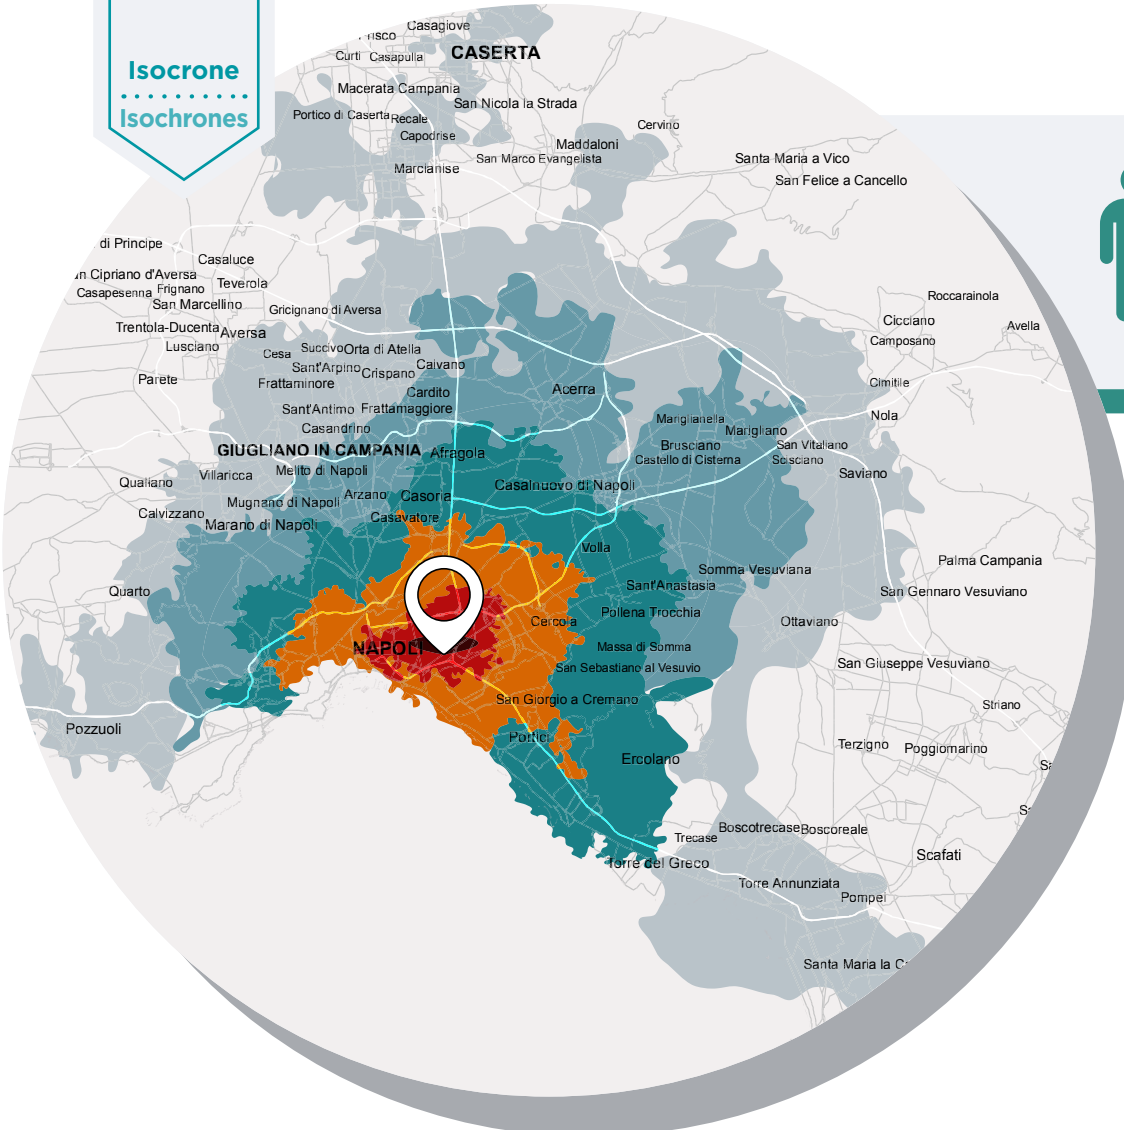 Isocrone
Isochrones
Casagiove
CASERTA
Curti
Casapulla
Macerata Campania
San Nicola la Strada
Portico di Caserta
Recale
Capodrise
Cervino
Maddaloni
San Marco Evangelista
Marcianise
Santa Maria a Vico
San Felice a Cancello
di Principe
Casaluce
n Cipriano d'Aversa
Teverola
Casapesenna
Frignano
San Marcellino
Roccarainola
Gricignano di Aversa
Cicciano
Trentola-Ducenta
Aversa
Avella
Lusciano
Camposano
Cesa
Succivo
Orta di Atella
Sant'Arpino
Crispano
Caivano
Parete
Frattaminore
Cardito
Acerra
Cimitile
Sant'Antimo
Frattamaggiore
Nola
Casandrino
Mariglianella
Marigliano
GIUGLIANO IN CAMPANIA
Afragola
Brusciano
San Vitaliano
Castello di Cisterna
Scisciano
Melito di Napoli
Saviano
Villaricca
Qualiano
Casalnuovo di Napoli
Mugnano di Napoli
Arzano
Casoria
Calvizzano
Casavatore
Marano di Napoli
Volla
Palma Campania
Somma Vesuviana
Sant'Anastasia
Quarto
San Gennaro Vesuviano
Pollena Trocchia
Cercola
Ottaviano
NAPOLI
Massa di Somma
San Sebastiano al Vesuvio
San Giuseppe Vesuviano
San Giorgio a Cremano
Striano
Pozzuoli
Portici
Terzigno
Poggiomarino
Ercolano
Boscotrecase
Boscoreale
Trecase
Scafati
Torre del Greco
Torre Annunziata
Pompei
Santa Maria la C